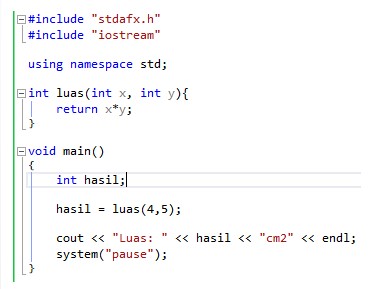 #include "stdafx.h"
#include "iostream"
using namespace std;
int luas(int x, int y){
return x*y;
}
void main()
{
int hasil;
hasil = luas(4,5);
cout << "Luas: " << hasil << "cm2" << endl;
system("pause");
}